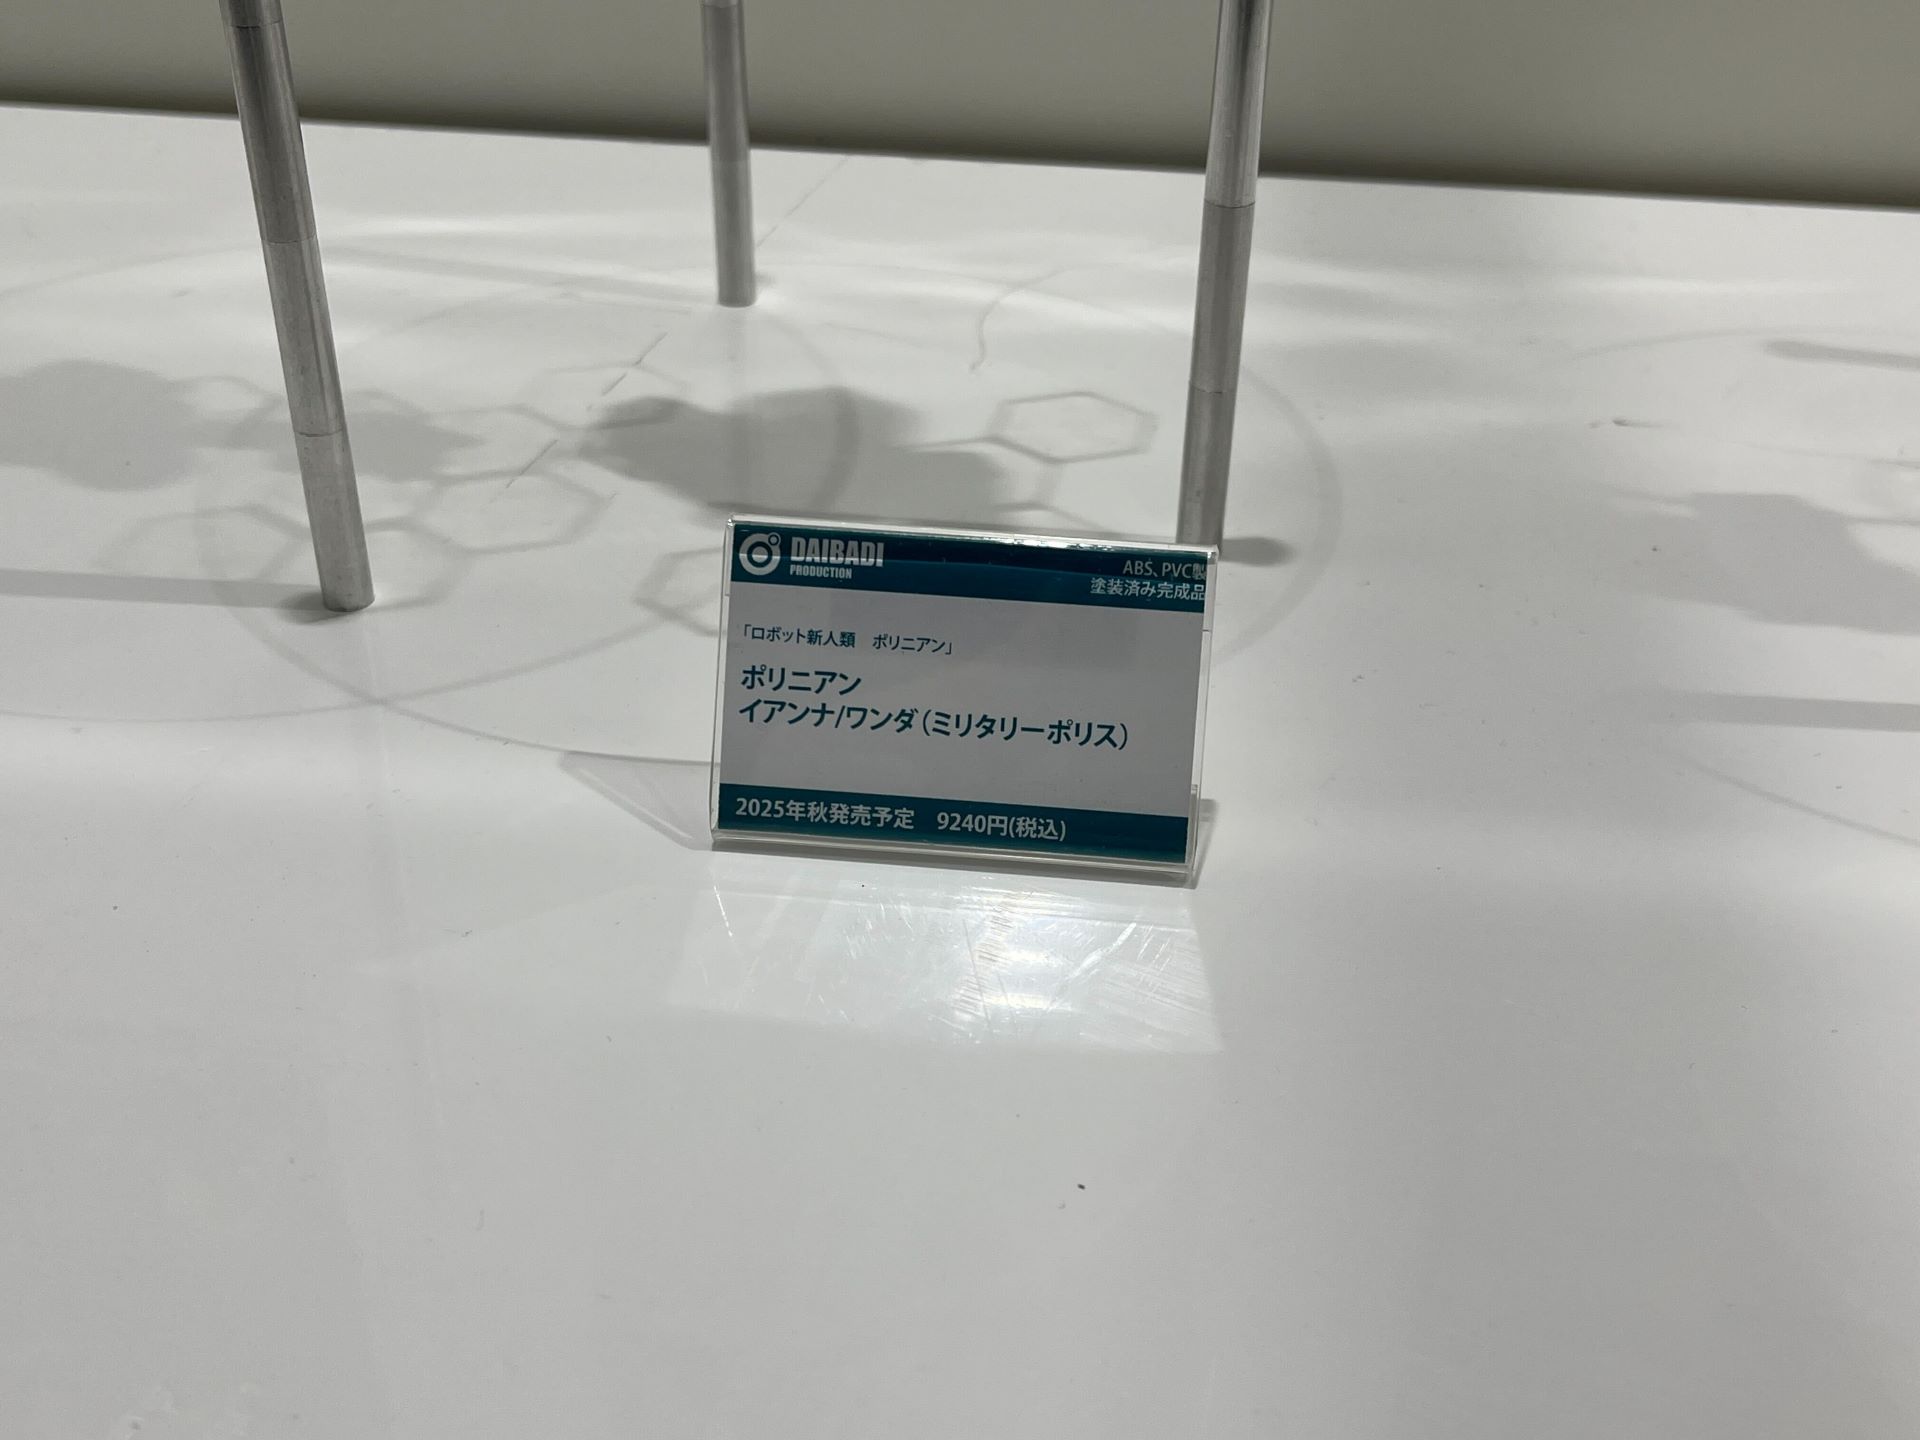 DAIBADI
PRODUCTION
ABS、PVC製
塗装済み完成品
「ロボット新人類　ポリニアン」
ポリニアン
イアンナ/ワンダ（ミリタリーポリス）
2025年秋発売予定　9240円(税込)